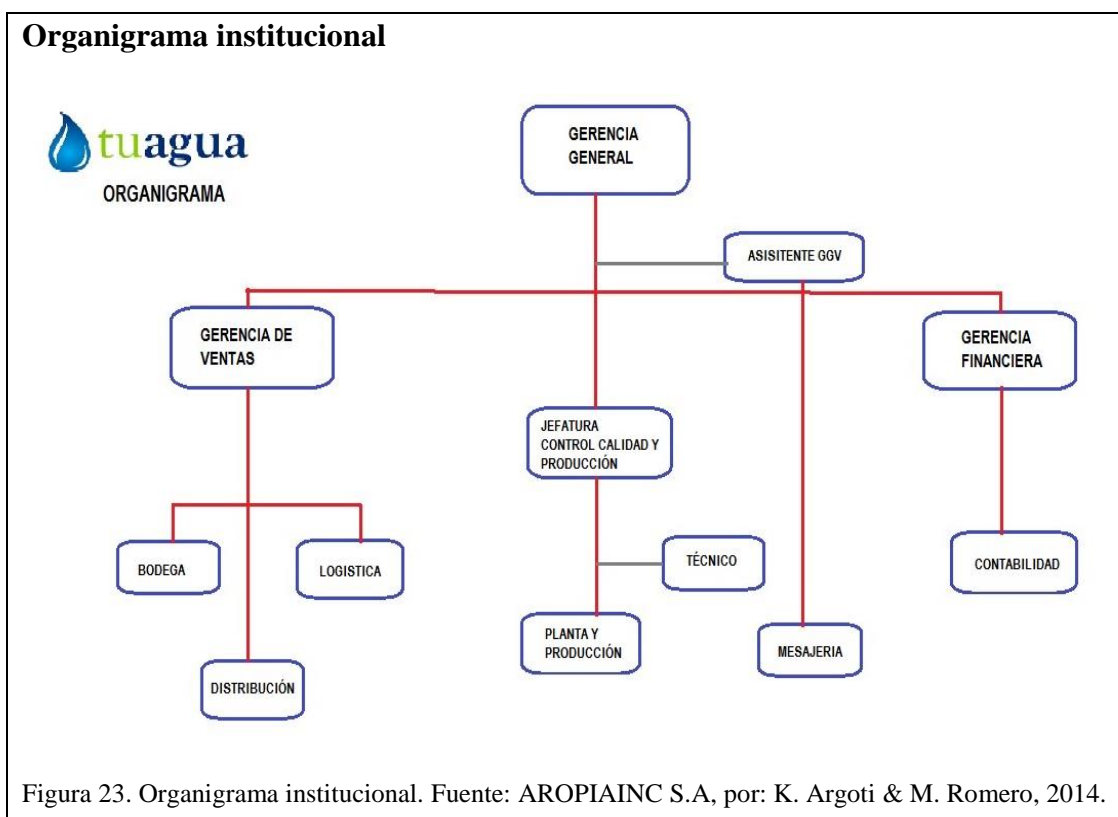 Organigrama institucional
tuagua
ORGANIGRAMA
GERENCIA
GENERAL
ASISITENTE GGV
GERENCIA DE
VENTAS
GERENCIA
FINANCIERA
JEFATURA
CONTROL CALIDAD Y
PRODUCCIÓN
BODEGA
LOGISTICA
TÉCNICO
CONTABILIDAD
PLANTA Y
PRODUCCIÓN
MESAJERIA
DISTRIBUCIÓN
Figura 23. Organigrama institucional. Fuente: AROPIAINC S.A, por: K. Argoti & M. Romero, 2014.